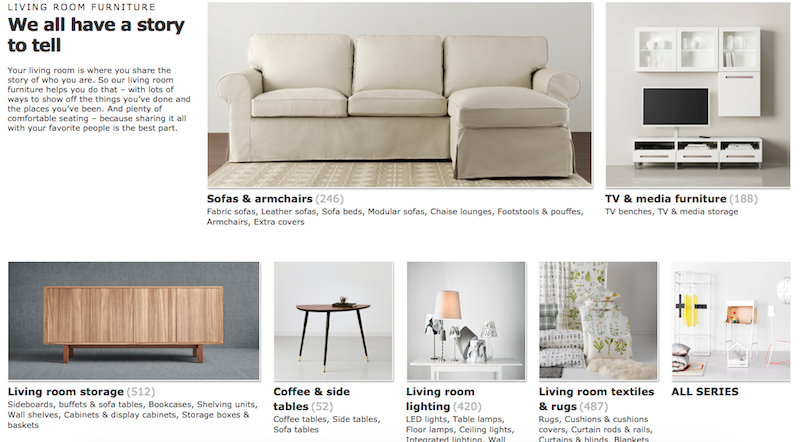 LIVING ROOM FURNITURE
We all have a story
to tell
Your living room is where you share the
story of who you are. So our living room
furniture helps you do that – with lots of
ways to show off the things you've done and
the places you've been. And plenty of
comfortable seating – because sharing it all
with your favorite people is the best part.
Sofas & armchairs (246)
Fabric sofas, Leather sofas, Sofa beds, Modular sofas, Chaise lounges, Footstools & pouffes,
Armchairs, Extra covers
TV & media furniture (188)
TV benches, TV & media storage
Living room storage (512)
Sideboards, buffets & sofa tables, Bookcases, Shelving units,
Wall shelves, Cabinets & display cabinets, Storage boxes &
baskets
Coffee & side
tables (52)
Coffee tables, Side tables,
Sofa tables
Living room
lighting (420)
LED lights, Table lamps,
Floor lamps, Ceiling lights,
Integrated lighting, Wall
Living room textiles
& rugs (487)
Rugs, Cushions & cushions
covers, Curtain rods & rails,
Curtains & blinds, Blankets
ALL SERIES